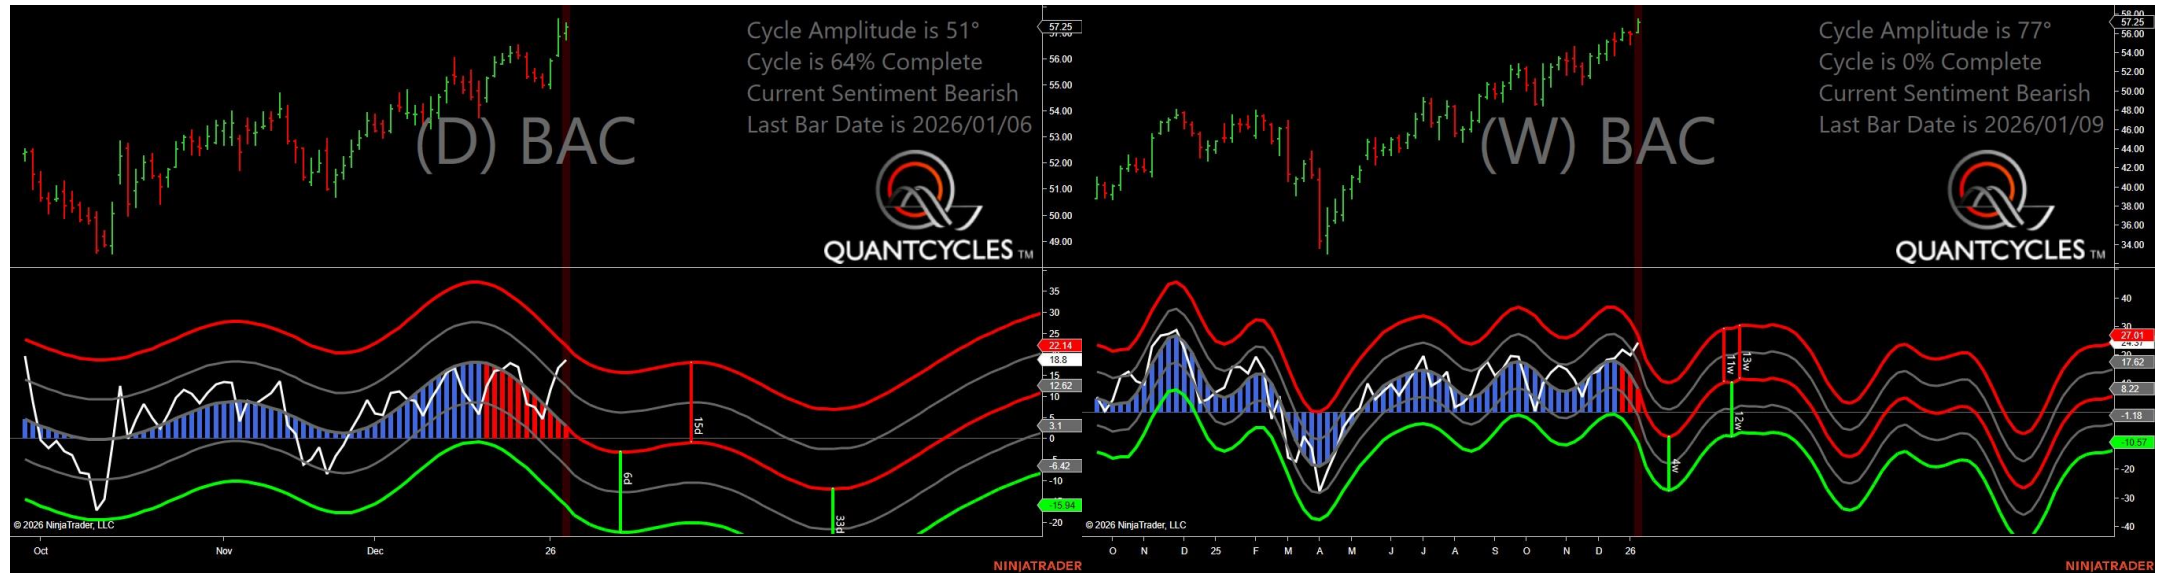 Cycle Amplitude is 51°
Cycle is 64% Complete
Current Sentiment Bearish
Last Bar Date is 2026/01/06
(D) BAC
QUANTCYCLES TM
57.25
57.00
56.00
55.00
54.00
53.00
52.00
51.00
50.00
49.00
35
30
25
22.14
18.8
15
12.62
10
5
3.1
0
-6.42
-10
-15.94
-20
15d
6d
33d
© 2026 NinjaTrader, LLC
Oct Nov Dec 26
NINJATRADER
Cycle Amplitude is 77°
Cycle is 0% Complete
Current Sentiment Bearish
Last Bar Date is 2026/01/09
(W) BAC
QUANTCYCLES TM
58.00
57.25
56.00
54.00
52.00
50.00
48.00
46.00
44.00
42.00
40.00
38.00
36.00
34.00
40
30
27.01
24.37
20
17.62
8.22
-1.18
-10.57
-20
-30
-40
11w
13w
12w
4w
© 2026 NinjaTrader, LLC
O N D 25 F M A M J J A S O N D 26
NINJATRADER